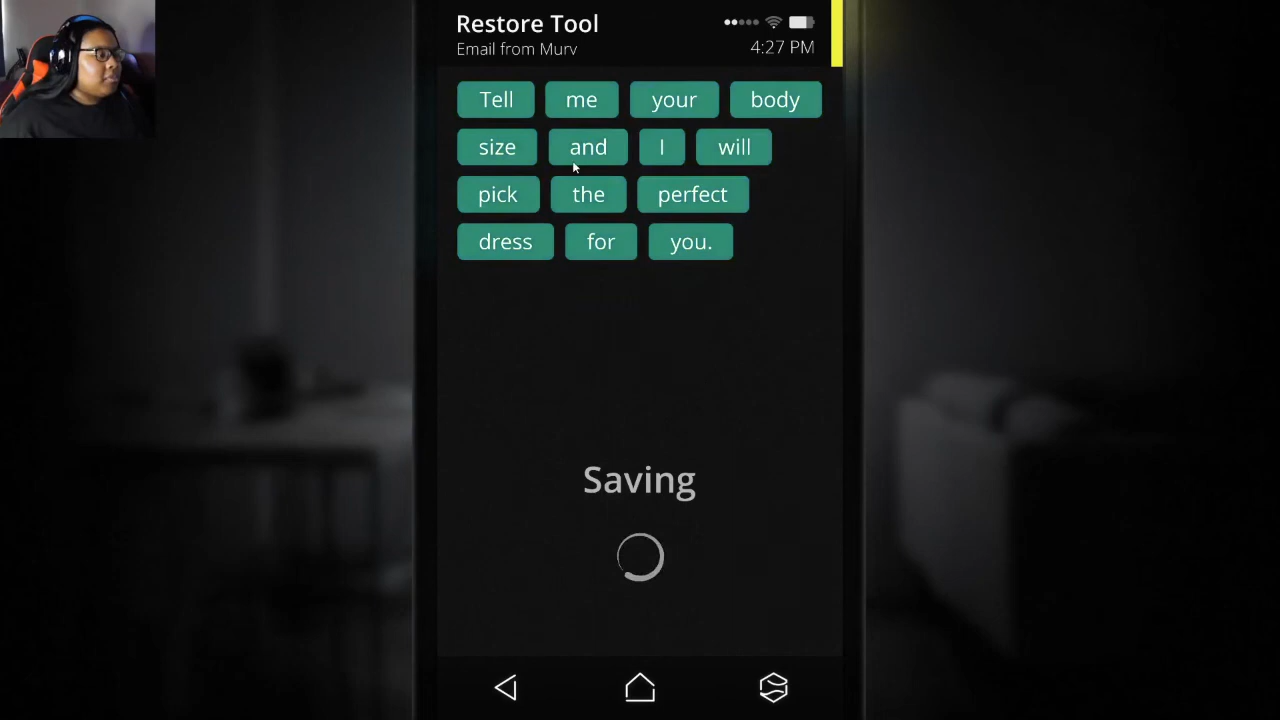 Restore Tool
Email from Murv
4:27 PM
Tell me your body
size and I will
pick the perfect
dress for you.
Saving